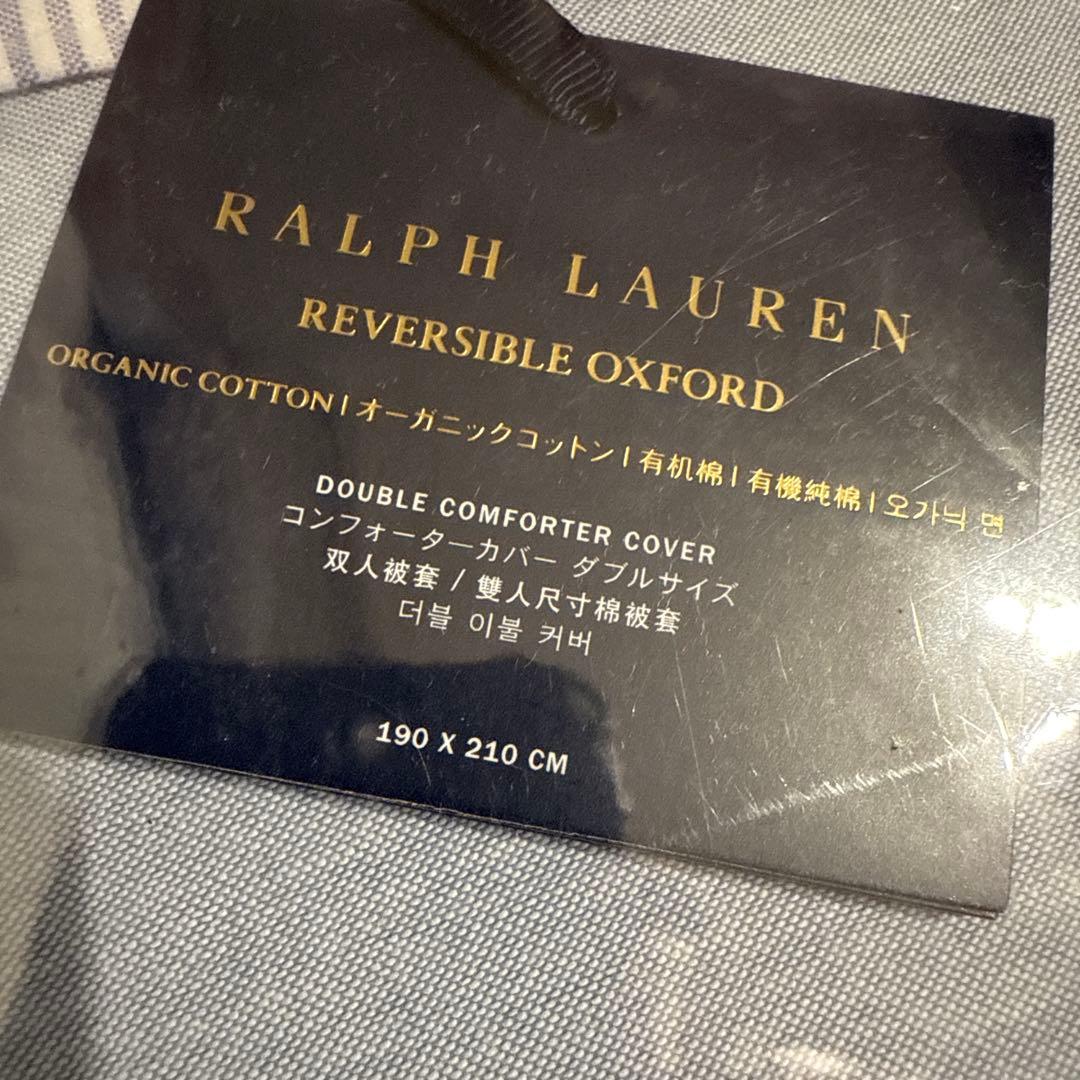 RALPH LAUREN
REVERSIBLE OXFORD
ORGANIC COTTON | オーガニックコットン | 有机棉 | 有機純棉 | 오가닉 면
DOUBLE COMFORTER COVER
コンフォーターカバー ダブルサイズ
双人被套 / 雙人尺寸棉被套
더블 이불 커버
190 X 210 CM